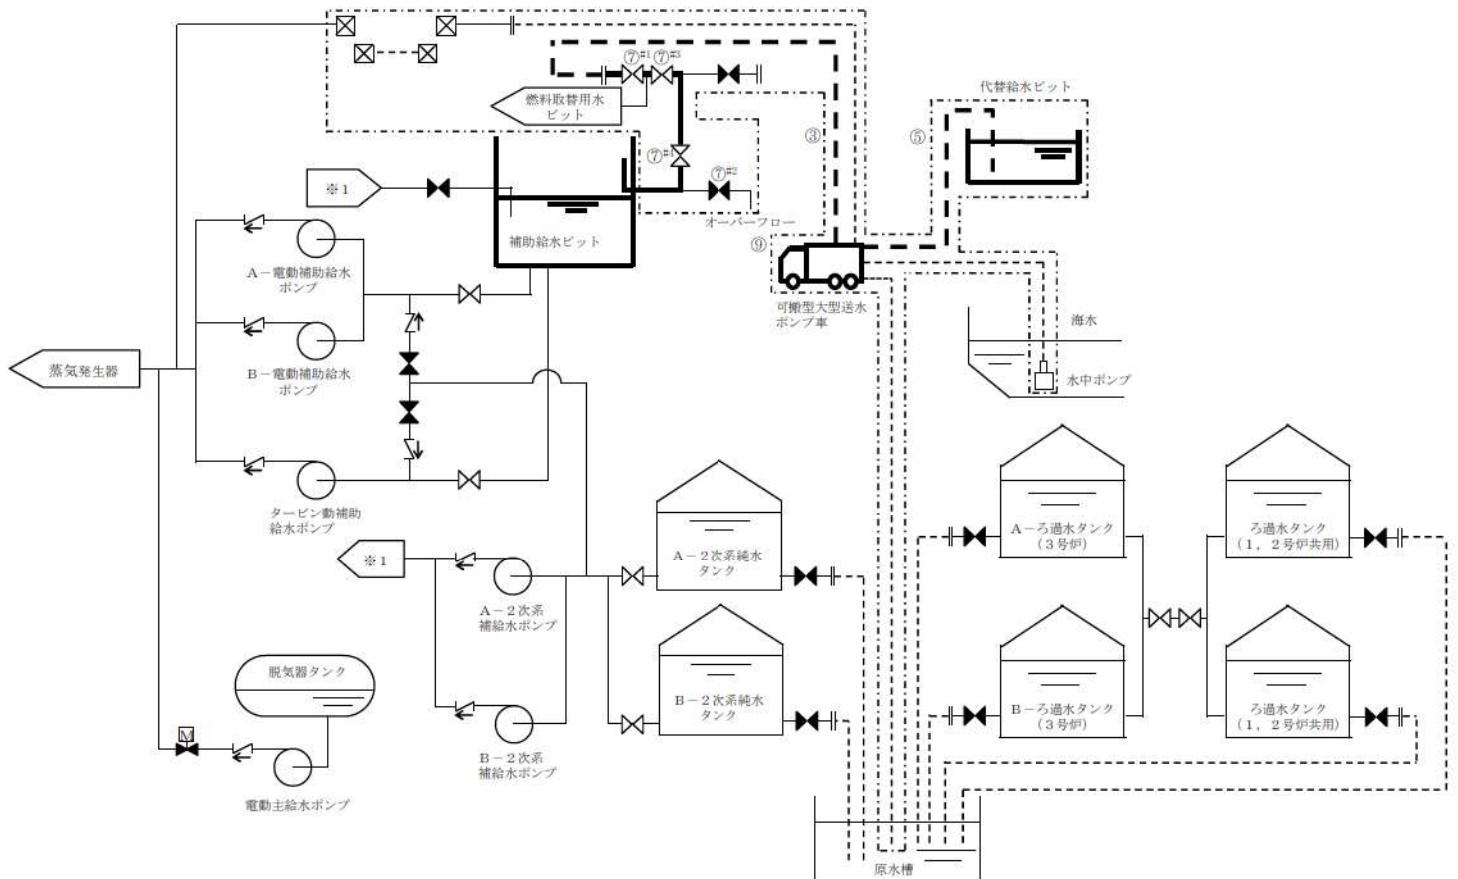 ⑦#1 ⑦#3
代替給水ピット
燃料取替用水
ピット
③
⑤
⑦#4
⑦#2
※1
オーバーフロー
補助給水ピット
⑨
A－電動補助給水
ポンプ
可搬型大型送水
ポンプ車
海水
蒸気発生器
B－電動補助給水
ポンプ
水中ポンプ
タービン動補助
給水ポンプ
A－ろ過水タンク
(3号炉)
ろ過水タンク
(1，2号炉共用)
※1
A－2次系純水
タンク
A－2次系
補給水ポンプ
脱気器タンク
B－2次系純水
タンク
B－ろ過水タンク
(3号炉)
ろ過水タンク
(1，2号炉共用)
M
B－2次系
補給水ポンプ
電動主給水ポンプ
原水槽